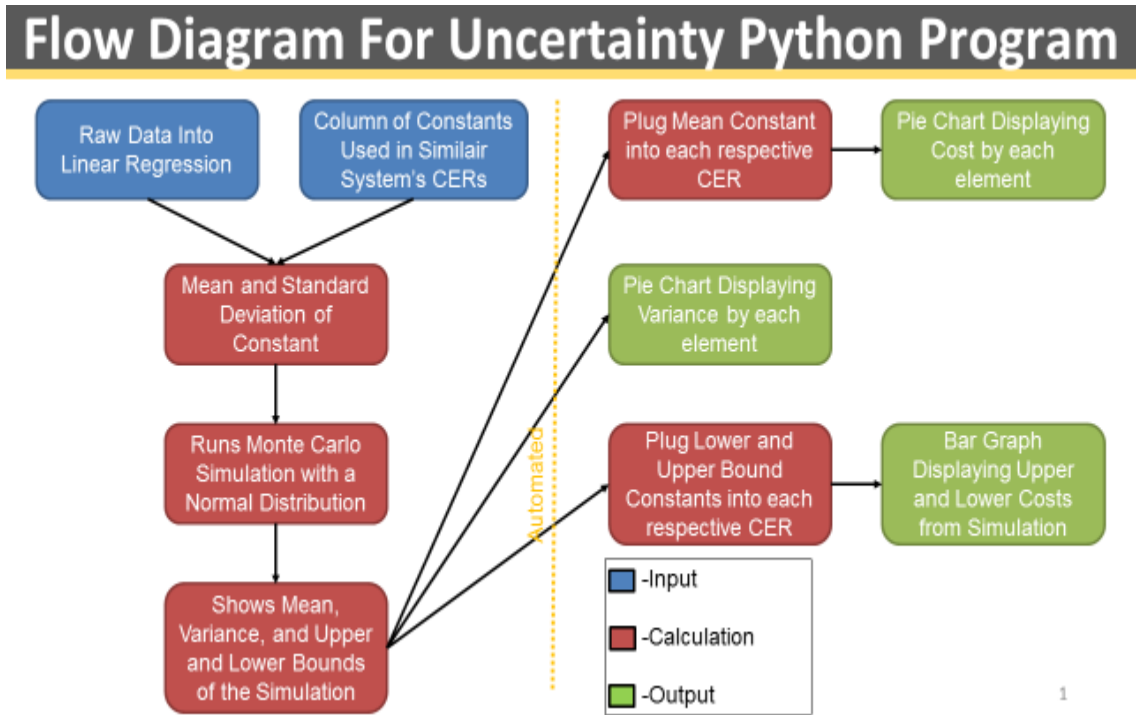 Flow Diagram For Uncertainty Python Program
Raw Data Into
Linear Regression
Column of Constants
Used in Similair
System's CERs
Mean and Standard
Deviation of
Constant
Runs Monte Carlo
Simulation with a
Normal Distribution
Shows Mean,
Variance, and Upper
and Lower Bounds
of the Simulation
Automated
Plug Mean Constant
into each respective
CER
Pie Chart Displaying
Cost by each
element
Pie Chart Displaying
Variance by each
element
Plug Lower and
Upper Bound
Constants into each
respective CER
Bar Graph
Displaying Upper
and Lower Costs
from Simulation
-Input
-Calculation
-Output
1